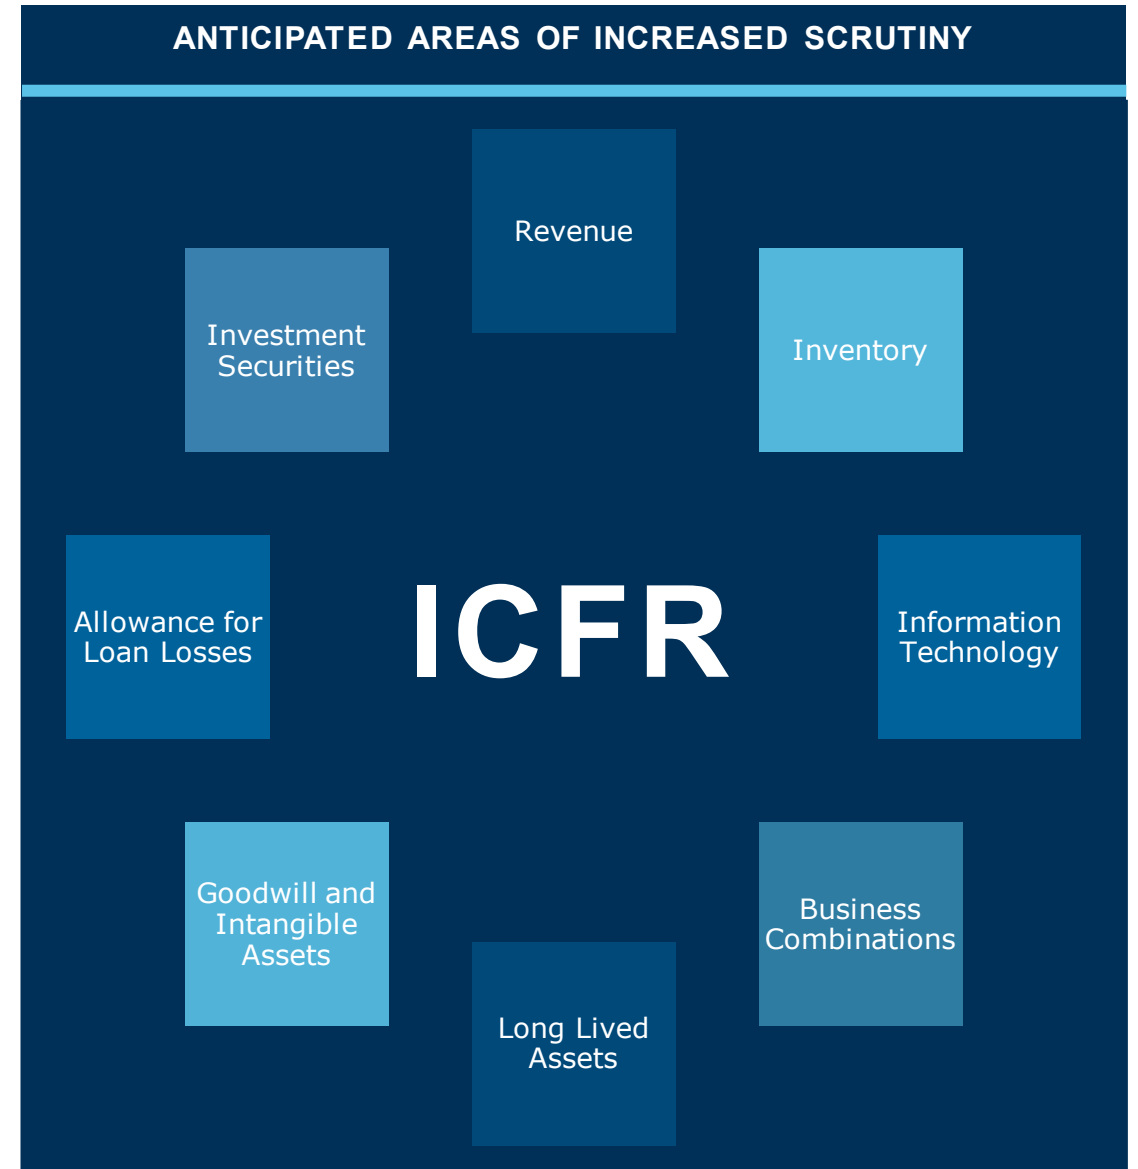 ANTICIPATED AREAS OF INCREASED SCRUTINY
Revenue
Investment
Securities
Inventory
Allowance for
Loan Losses
ICFR
Information
Technology
Goodwill and
Intangible
Assets
Business
Combinations
Long Lived
Assets